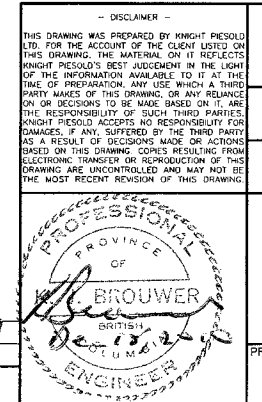 - DISCLAIMER -
THIS DRAWING WAS PREPARED BY KNIGHT PIESOLD
LTD. FOR THE ACCOUNT OF THE CLIENT LISTED ON
THIS DRAWING. THE MATERIAL ON IT REFLECTS
KNIGHT PIESOLD'S BEST JUDGEMENT IN THE LIGHT
OF THE INFORMATION AVAILABLE TO IT AT THE
TIME OF PREPARATION. ANY USE WHICH A THIRD
PARTY MAKES OF THIS DRAWING, OR ANY RELIANCE
ON OR DECISIONS TO BE MADE BASED ON IT, ARE
THE RESPONSIBILITY OF SUCH THIRD PARTIES.
KNIGHT PIESOLD ACCEPTS NO RESPONSIBILITY FOR
DAMAGES, IF ANY, SUFFERED BY THE THIRD PARTY
AS A RESULT OF DECISIONS MADE OR ACTIONS
BASED ON THIS DRAWING. COPIES RESULTING FROM
ELECTRONIC TRANSFER OR REPRODUCTION OF THIS
DRAWING ARE UNCONTROLLED AND MAY NOT BE
THE MOST RECENT REVISION OF THIS DRAWING.
PROFESSIONAL
PROVINCE
OF
BROUWER
BRITISH
COLUMBIA
ENGINEER
PR